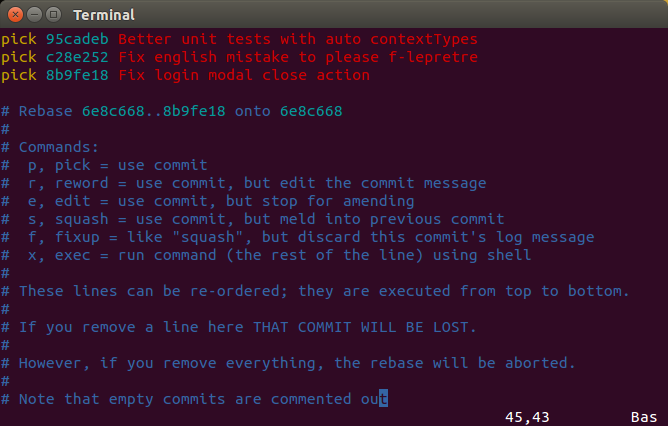 Terminal
pick 95cadeb Better unit tests with auto contextTypes
pick c28e252 Fix english mistake to please f-lepretre
pick 8b9fe18 Fix login modal close action
# Rebase 6e8c668..8b9fe18 onto 6e8c668
#
# Commands:
#  p, pick = use commit
#  r, reword = use commit, but edit the commit message
#  e, edit = use commit, but stop for amending
#  s, squash = use commit, but meld into previous commit
#  f, fixup = like "squash", but discard this commit's log message
#  x, exec = run command (the rest of the line) using shell
#
# These lines can be re-ordered; they are executed from top to bottom.
#
# If you remove a line here THAT COMMIT WILL BE LOST.
#
# However, if you remove everything, the rebase will be aborted.
#
# Note that empty commits are commented out
45,43 Bas